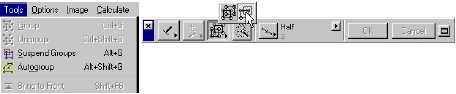 Tools Options Image Calculate
Group Ctrl+G
Ungroup Ctrl+Shift+G
Suspend Groups Alt+G
Autogroup Alt+Shift+G
Bring to Front Shift+F6
Half
2
OK Cancel